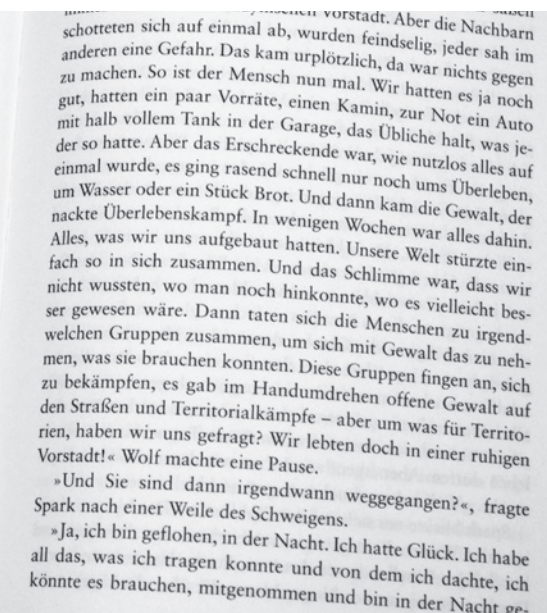 Vorstadt. Aber die Nachbarn
schotteten sich auf einmal ab, wurden feindselig, jeder sah im
anderen eine Gefahr. Das kam urplötzlich, da war nichts gegen
zu machen. So ist der Mensch nun mal. Wir hatten es ja noch
gut, hatten ein paar Vorräte, einen Kamin, zur Not ein Auto
mit halb vollem Tank in der Garage, das Übliche halt, was je-
der so hatte. Aber das Erschreckende war, wie nutzlos alles auf
einmal wurde, es ging rasend schnell nur noch ums Überleben,
um Wasser oder ein Stück Brot. Und dann kam die Gewalt, der
nackte Überlebenskampf. In wenigen Wochen war alles dahin.
Alles, was wir uns aufgebaut hatten. Unsere Welt stürzte ein-
fach so in sich zusammen. Und das Schlimme war, dass wir
nicht wussten, wo man noch hinkonnte, wo es vielleicht bes-
ser gewesen wäre. Dann taten sich die Menschen zu irgend-
welchen Gruppen zusammen, um sich mit Gewalt das zu neh-
men, was sie brauchen konnten. Diese Gruppen fingen an, sich
zu bekämpfen, es gab im Handumdrehen offene Gewalt auf
den Straßen und Territorialkämpfe – aber um was für Territo-
rien, haben wir uns gefragt? Wir lebten doch in einer ruhigen
Vorstadt!« Wolf machte eine Pause.
»Und Sie sind dann irgendwann weggegangen?«, fragte
Spark nach einer Weile des Schweigens.
»Ja, ich bin geflohen, in der Nacht. Ich hatte Glück. Ich habe
all das, was ich tragen konnte und von dem ich dachte, ich
könnte es brauchen, mitgenommen und bin in der Nacht ge-